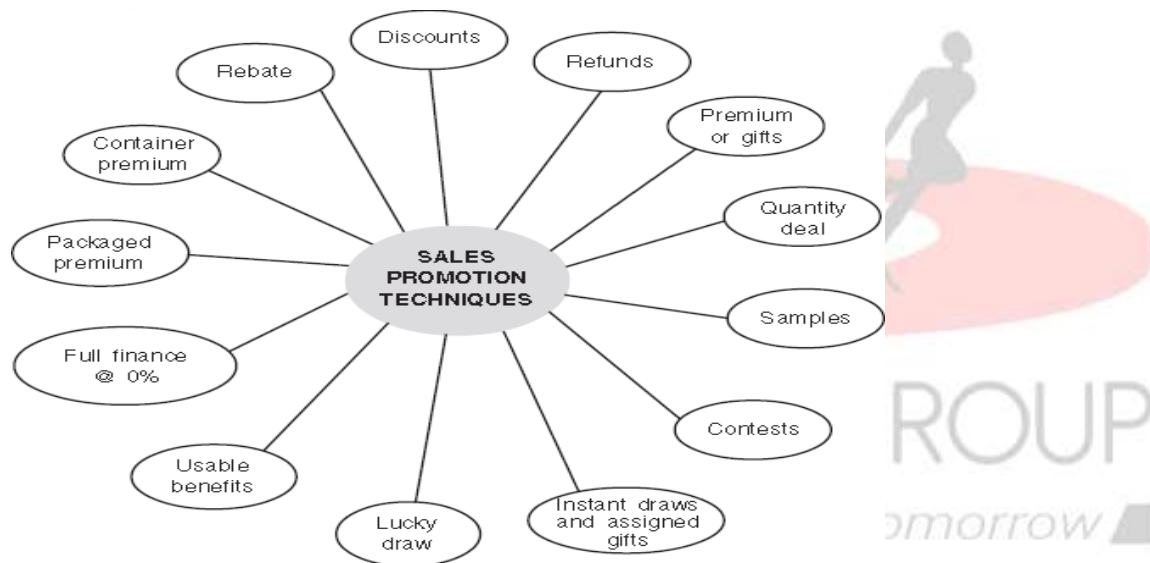 Discounts
Rebate
Refunds
Container
premium
Premium
or gifts
Packaged
premium
Quantity
deal
SALES
PROMOTION
TECHNIQUES
Samples
Full finance
@ 0%
Contests
Usable
benefits
Lucky
draw
Instant draws
and assigned
gifts
ROUP
omorrow